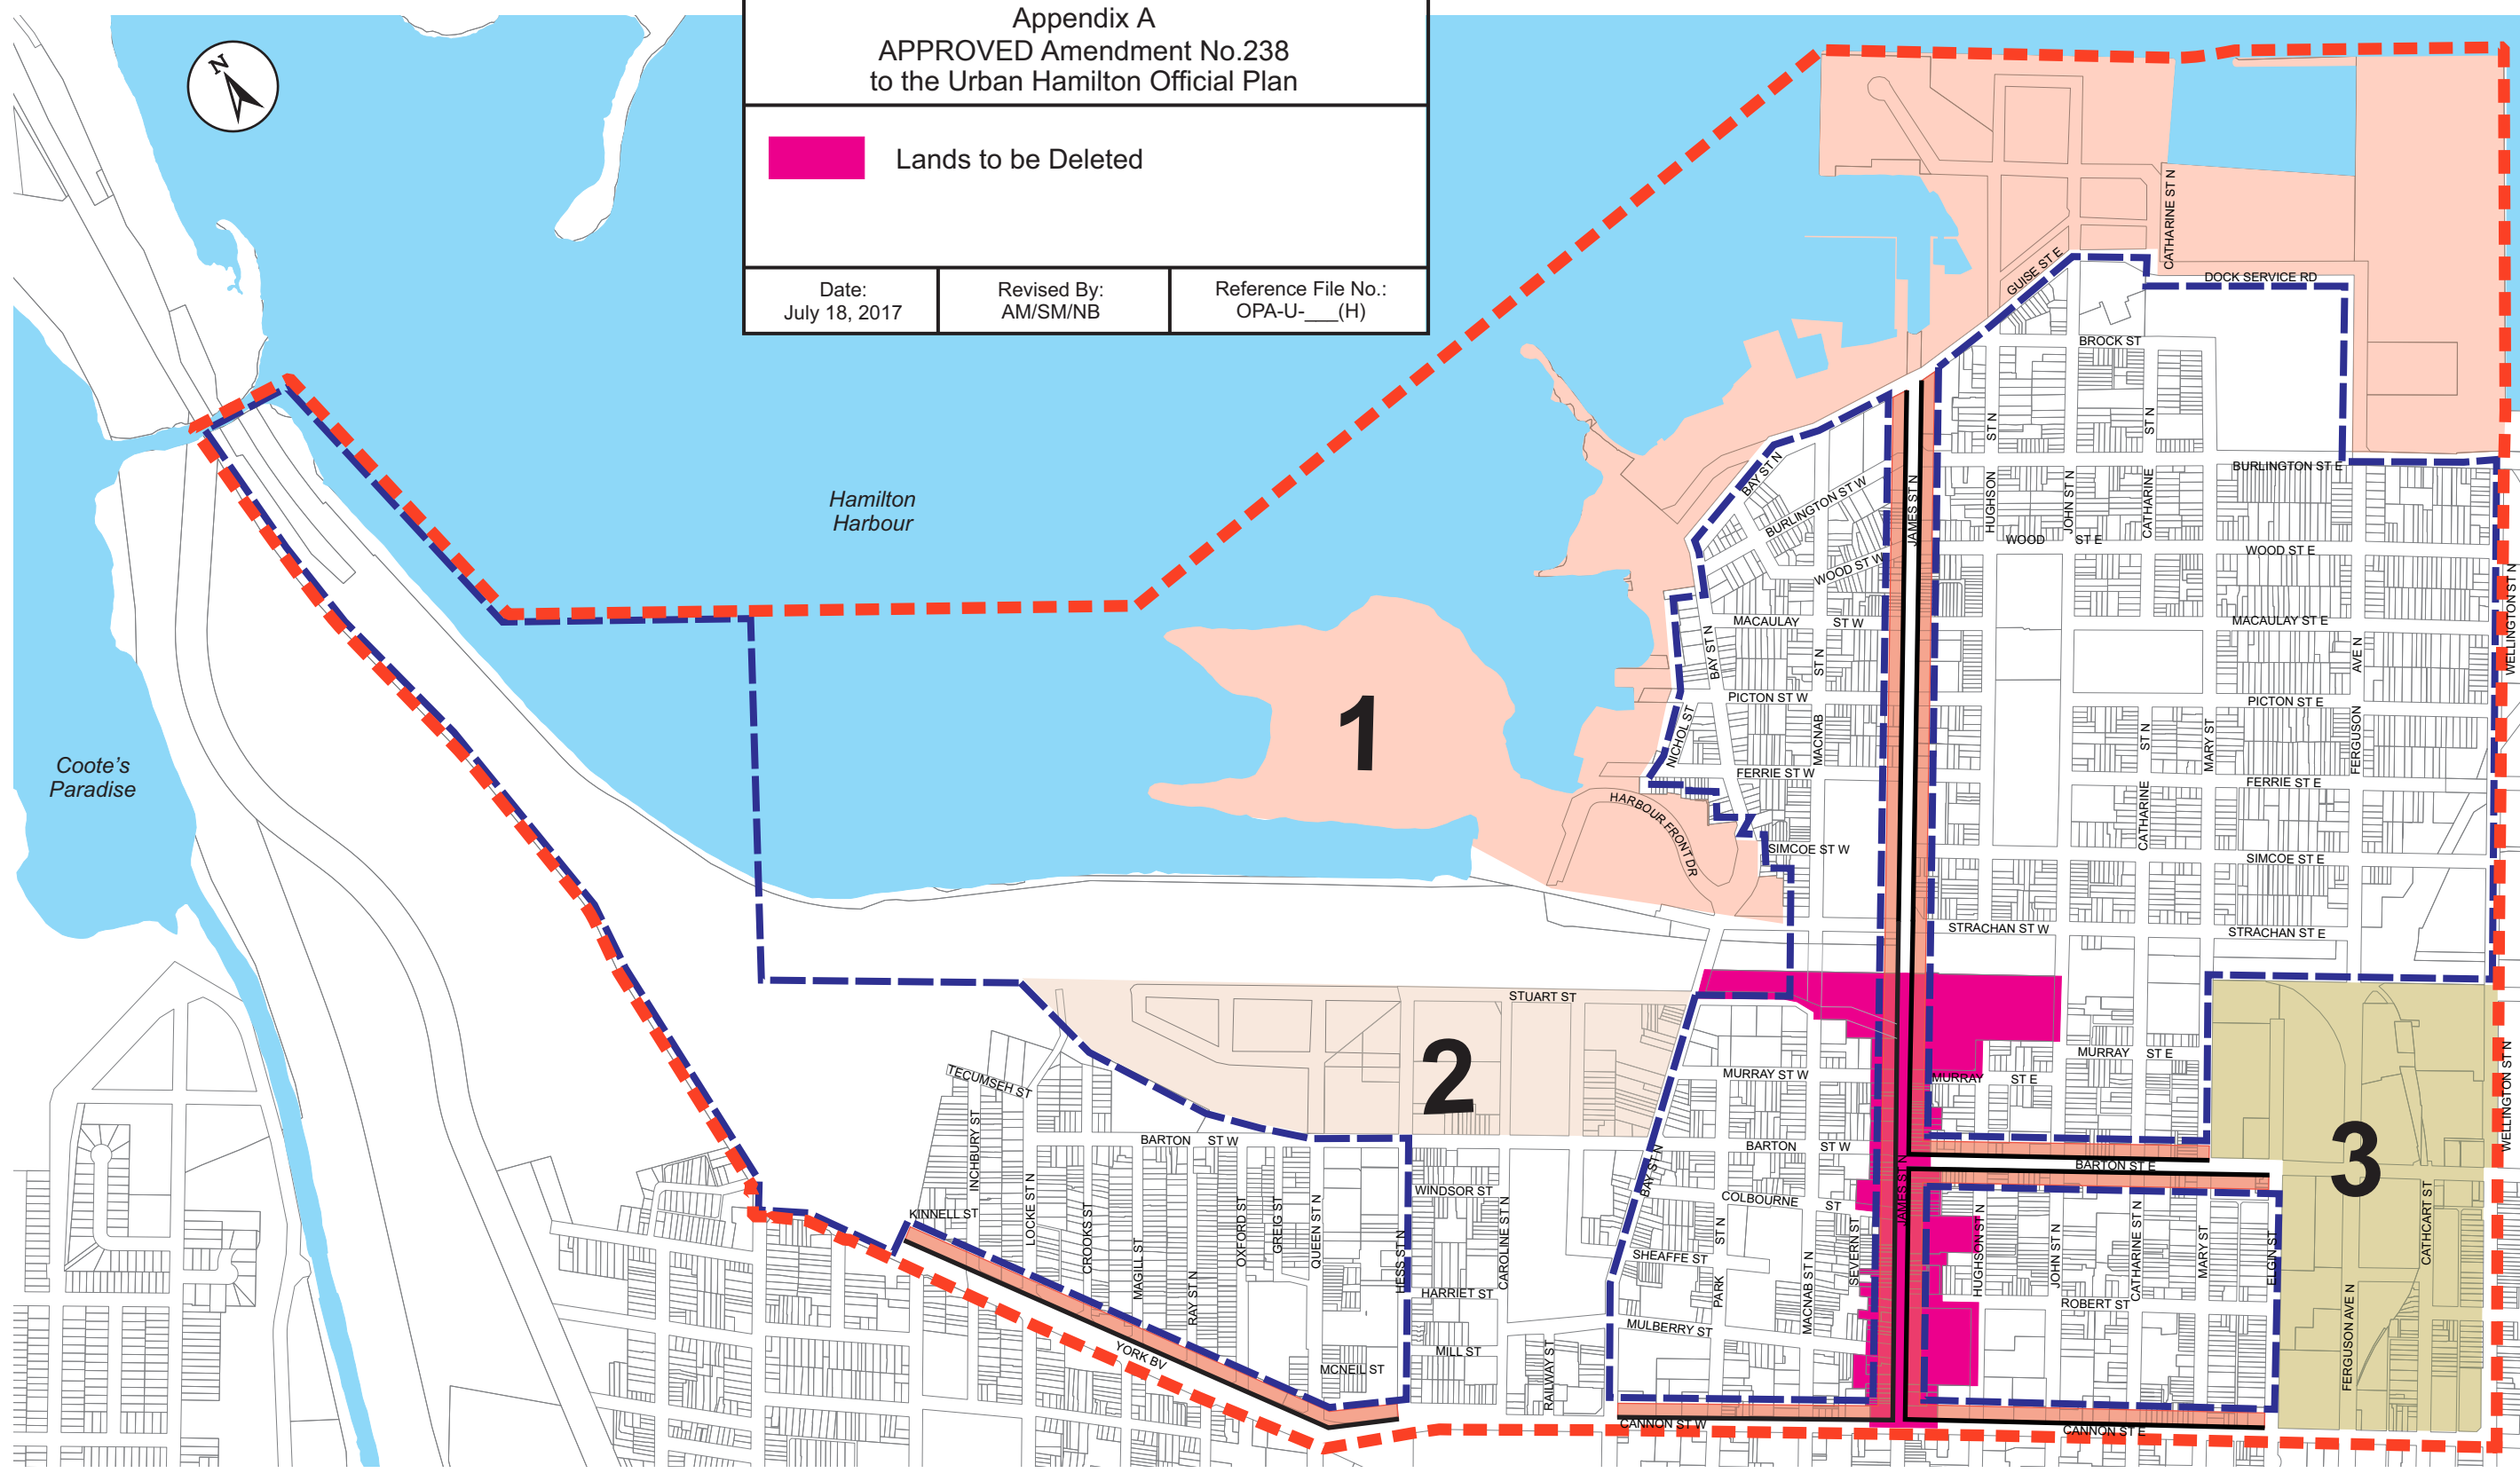 Appendix A
APPROVED Amendment No.238
to the Urban Hamilton Official Plan
Lands to be Deleted
Date:
July 18, 2017
Revised By:
AM/SM/NB
Reference File No.:
OPA-U-___(H)
N
Hamilton
Harbour
Coote's
Paradise
1
2
3
CATHARINE ST N
GUISE ST E
DOCK SERVICE RD
BROCK ST
ST N
ST N
BAY ST N
BURLINGTON ST W
BURLINGTON ST E
JAMES ST N
HUGHSON
JOHN ST N
CATHARINE
WOOD
ST E
WOOD ST E
WOOD ST W
WELLINGTON ST N
MACAULAY
ST W
MACAULAY ST E
BAY ST N
ST N
AVE N
PICTON ST W
PICTON ST E
NICHOL ST
MACNAB
ST N
MARY ST
FERGUSON
FERRIE ST W
FERRIE ST E
HARBOUR FRONT DR
CATHARINE
SIMCOE ST W
SIMCOE ST E
STRACHAN ST W
STRACHAN ST E
STUART ST
MURRAY
ST E
TECUMSEH ST
MURRAY ST W
MURRAY
ST E
WELLINGTON ST N
INCHBURY ST
BARTON
ST W
BARTON
ST W
BARTON ST E
BAY ST N
WINDSOR ST
COLBOURNE
ST
JAMES ST N
KINNELL ST
LOCKE ST N
CROOKS ST
MAGILL ST
RAY ST N
OXFORD ST
GREIG ST
QUEEN ST N
HESS ST N
CAROLINE ST N
SHEAFFE ST
ST N
PARK
MACNAB ST N
SEVERN ST
HUGHSON ST N
JOHN ST N
CATHARINE ST N
MARY ST
ELGIN ST
CATHCART ST
HARRIET ST
ROBERT ST
FERGUSON AVE N
MULBERRY ST
YORK BV
MCNEIL ST
MILL ST
RAILWAY ST
CANNON ST W
CANNON ST E